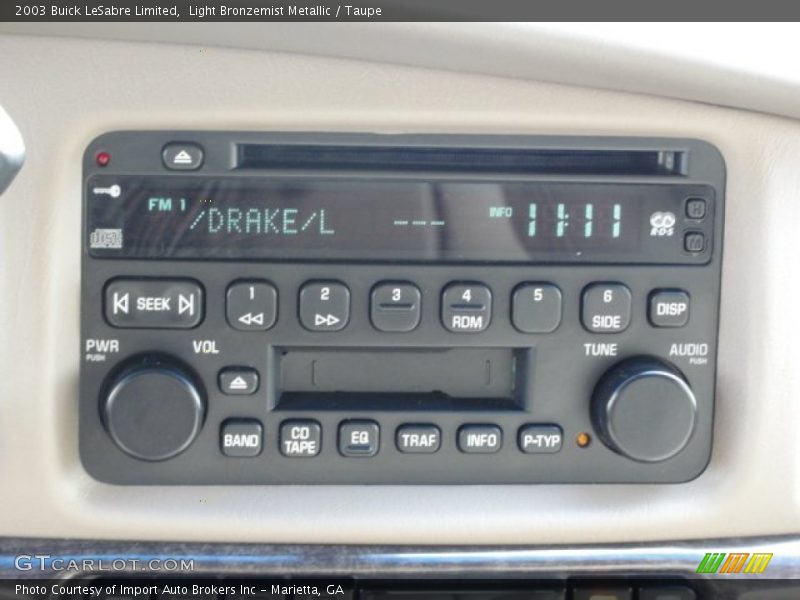 2003 Buick LeSabre Limited,  Light Bronzemist Metallic / Taupe
FM 1
/DRAKE/L
---
INFO
11:11
RDS
H
M
SEEK
1
2
3
4
RDM
5
6
SIDE
DISP
PWR
PUSH
VOL
TUNE
AUDIO
PUSH
BAND
CD
TAPE
EQ
TRAF
INFO
P-TYP
GTCARLOT.COM
Photo Courtesy of Import Auto Brokers Inc - Marietta, GA